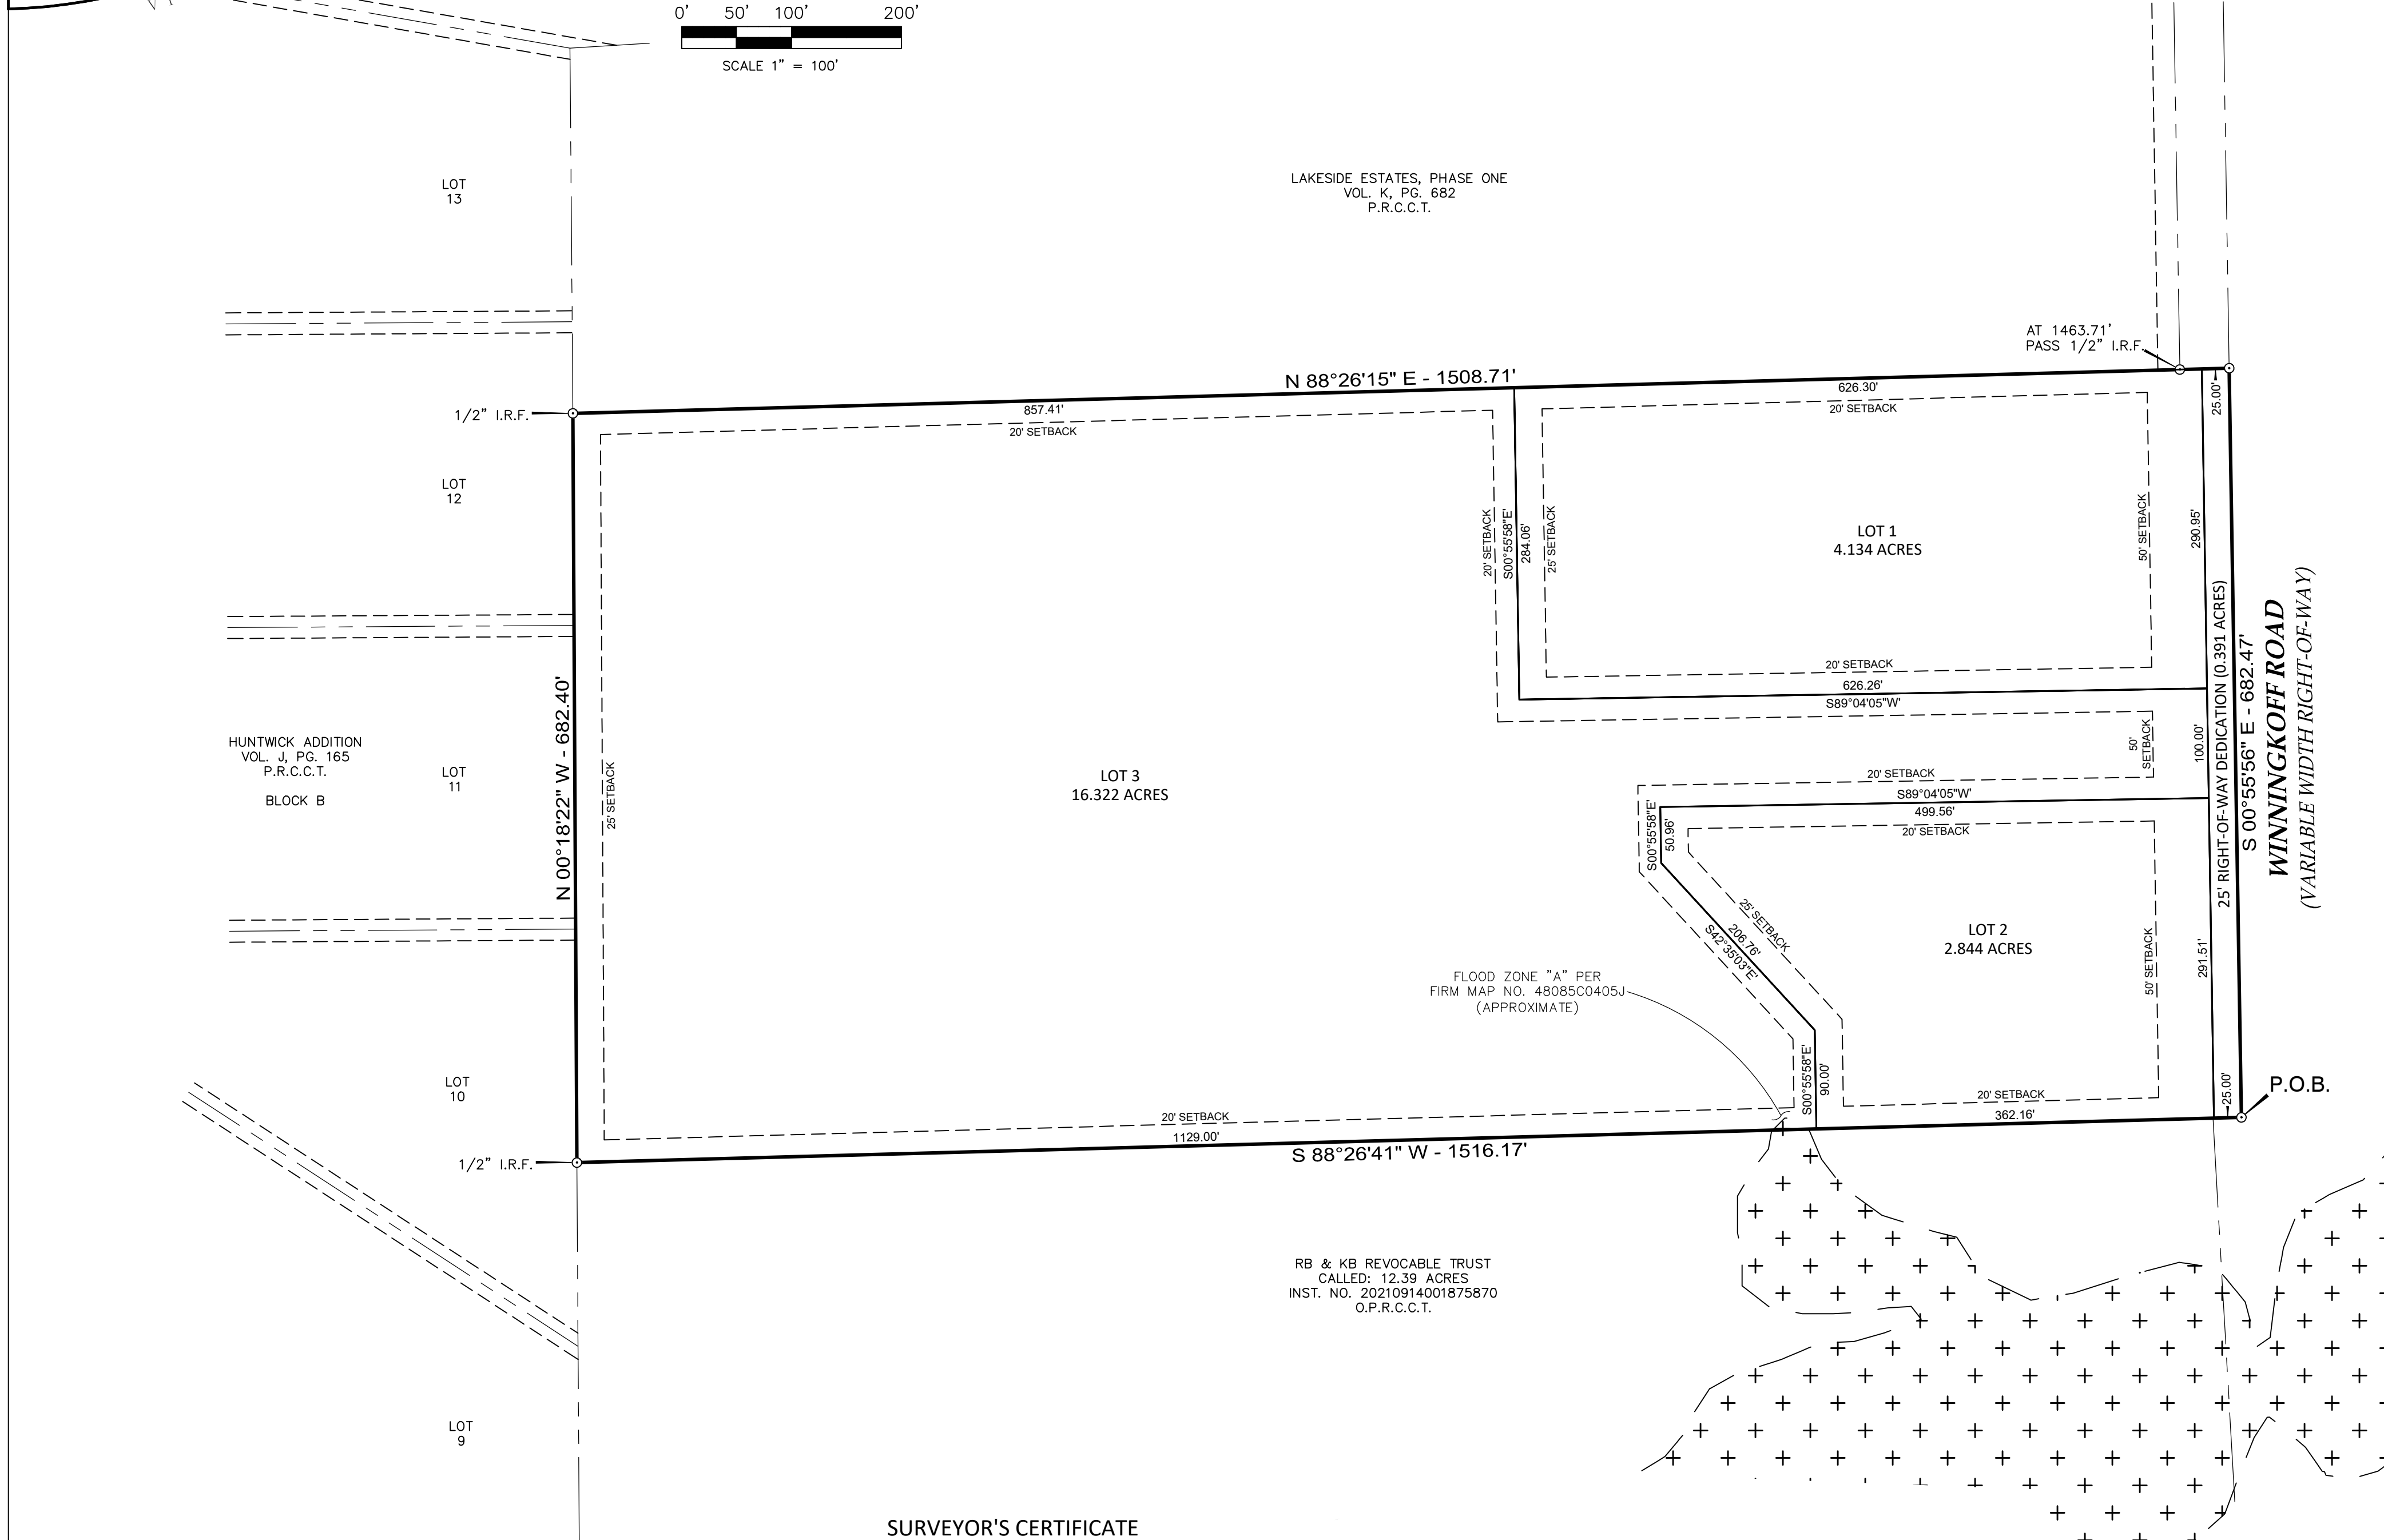 0' 50' 100' 200'
SCALE 1" = 100'
LOT
13
LAKESIDE ESTATES, PHASE ONE
VOL. K, PG. 682
P.R.C.C.T.
AT 1463.71'
PASS 1/2" I.R.F.
N 88°26'15" E - 1508.71'
1/2" I.R.F.
857.41'
626.30'
25.00'
20' SETBACK
20' SETBACK
LOT
12
20' SETBACK
S00°55'58"E'
284.06'
25' SETBACK
LOT 1
4.134 ACRES
50' SETBACK
290.95'
20' SETBACK
626.26'
S89°04'05"W'
25' RIGHT-OF-WAY DEDICATION (0.391 ACRES)
S 00°55'56" E - 682.47'
WINNINGKOFF ROAD
(VARIABLE WIDTH RIGHT-OF-WAY)
HUNTWICK ADDITION
VOL. J, PG. 165
P.R.C.C.T.
BLOCK B
LOT
11
N 00°18'22" W - 682.40'
25' SETBACK
LOT 3
16.322 ACRES
50'
SETBACK
100.00'
20' SETBACK
S89°04'05"W'
499.56'
20' SETBACK
S00°55'58"E'
50.96'
25' SETBACK
206.76'
S42°35'03"E'
LOT 2
2.844 ACRES
50' SETBACK
291.51'
FLOOD ZONE "A" PER
FIRM MAP NO. 48085C0405J
(APPROXIMATE)
LOT
10
S00°55'58"E'
90.00'
20' SETBACK
25.00'
P.O.B.
20' SETBACK
362.16'
1129.00'
1/2" I.R.F.
S 88°26'41" W - 1516.17'
RB & KB REVOCABLE TRUST
CALLED: 12.39 ACRES
INST. NO. 20210914001875870
O.P.R.C.C.T.
LOT
9
SURVEYOR'S CERTIFICATE